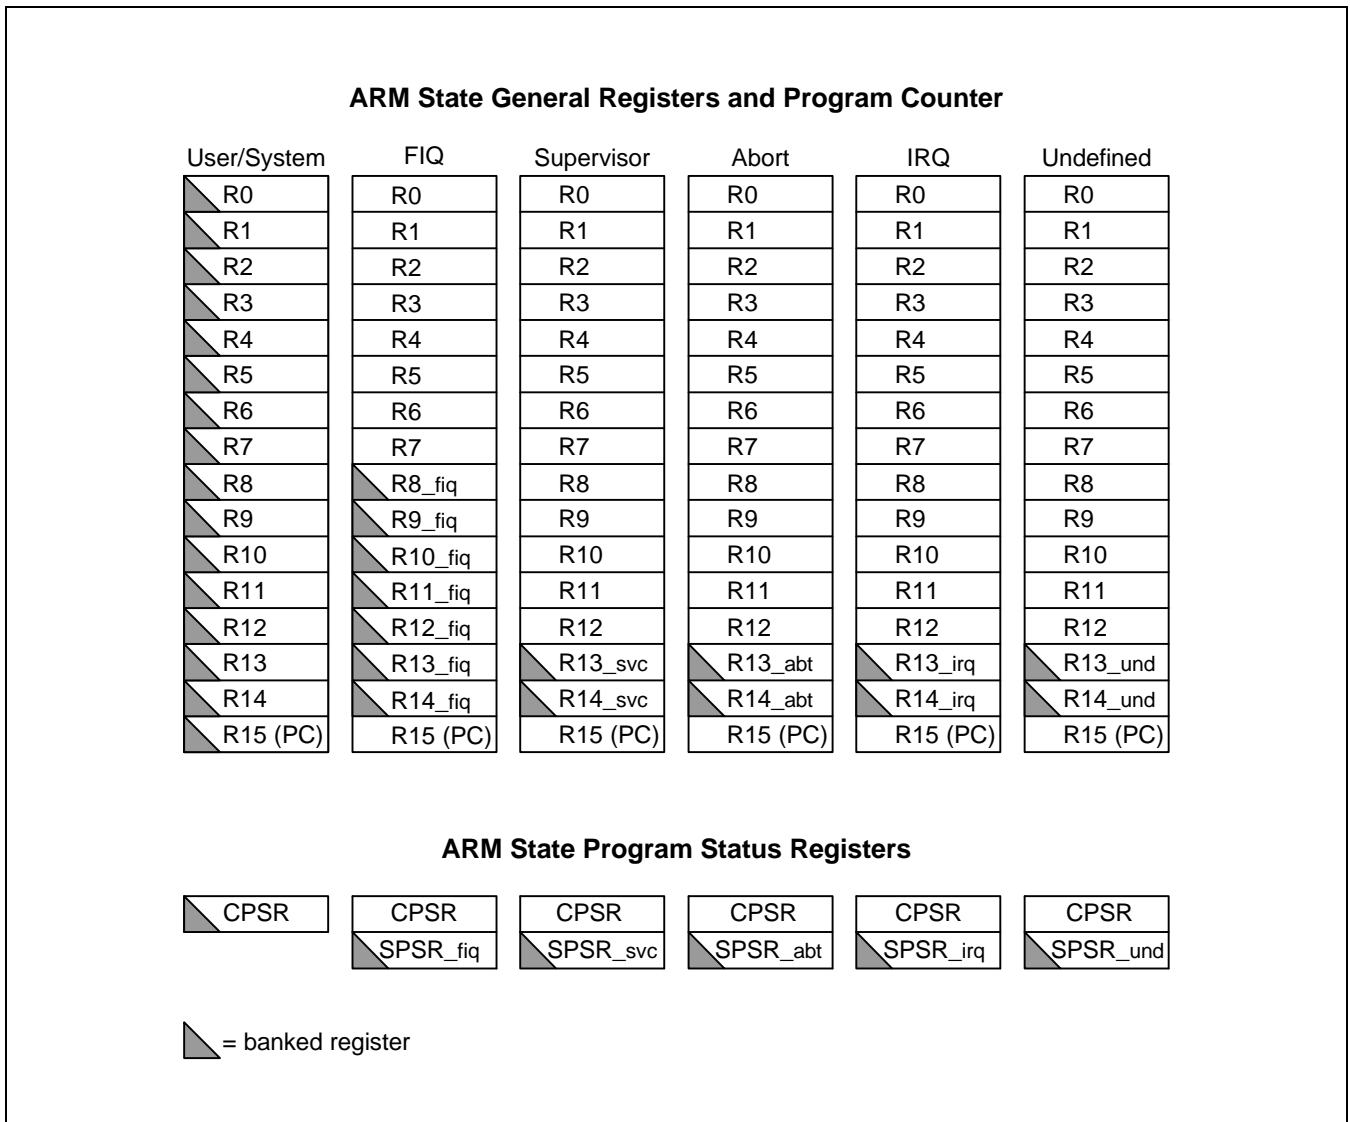 ARM State General Registers and Program Counter
User/System FIQ Supervisor Abort IRQ Undefined
R0 R0 R0 R0 R0 R0
R1 R1 R1 R1 R1 R1
R2 R2 R2 R2 R2 R2
R3 R3 R3 R3 R3 R3
R4 R4 R4 R4 R4 R4
R5 R5 R5 R5 R5 R5
R6 R6 R6 R6 R6 R6
R7 R7 R7 R7 R7 R7
R8 R8_fiq R8 R8 R8 R8
R9 R9_fiq R9 R9 R9 R9
R10 R10_fiq R10 R10 R10 R10
R11 R11_fiq R11 R11 R11 R11
R12 R12_fiq R12 R12 R12 R12
R13 R13_fiq R13_svc R13_abt R13_irq R13_und
R14 R14_fiq R14_svc R14_abt R14_irq R14_und
R15 (PC) R15 (PC) R15 (PC) R15 (PC) R15 (PC) R15 (PC)
ARM State Program Status Registers
CPSR CPSR CPSR CPSR CPSR CPSR
SPSR_fiq SPSR_svc SPSR_abt SPSR_irq SPSR_und
= banked register